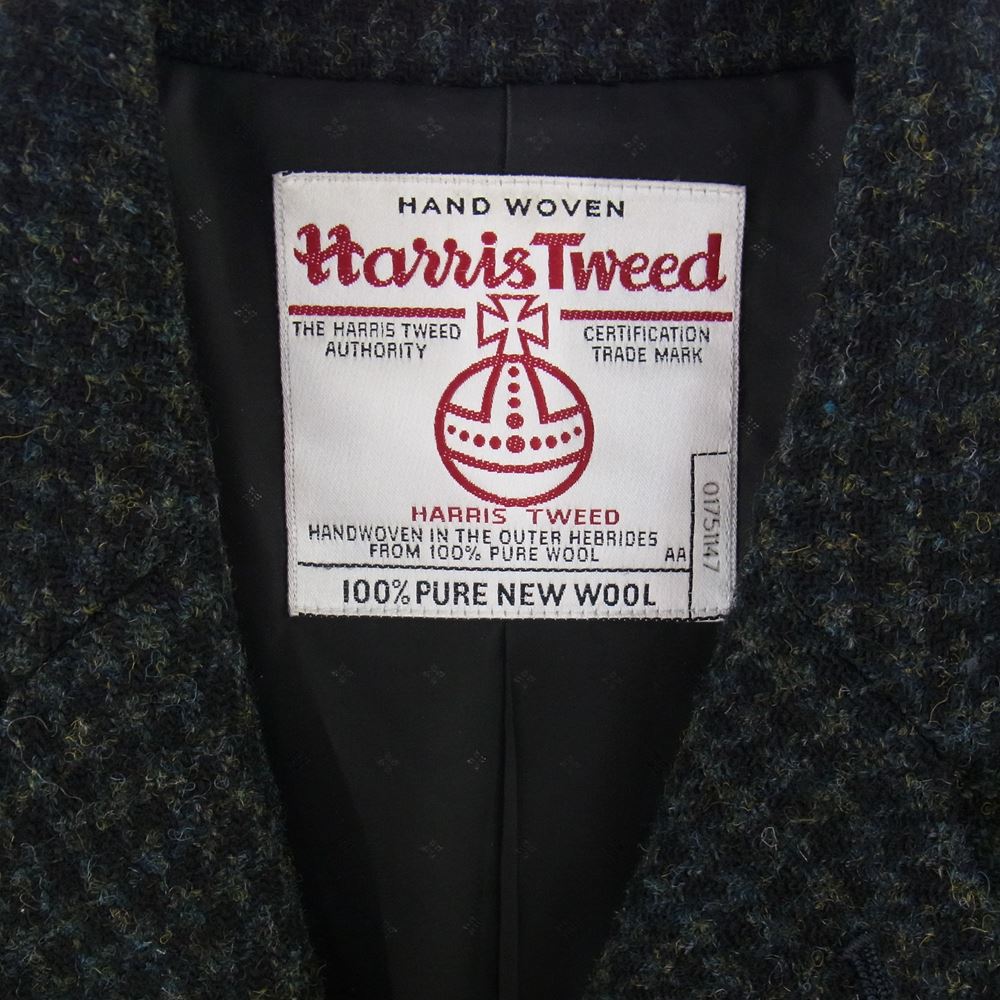 HAND WOVEN
Harris Tweed
THE HARRIS TWEED
AUTHORITY
CERTIFICATION
TRADE MARK
HARRIS TWEED
HANDWOVEN IN THE OUTER HEBRIDES
FROM 100% PURE WOOL
AA
100% PURE NEW WOOL
0175147